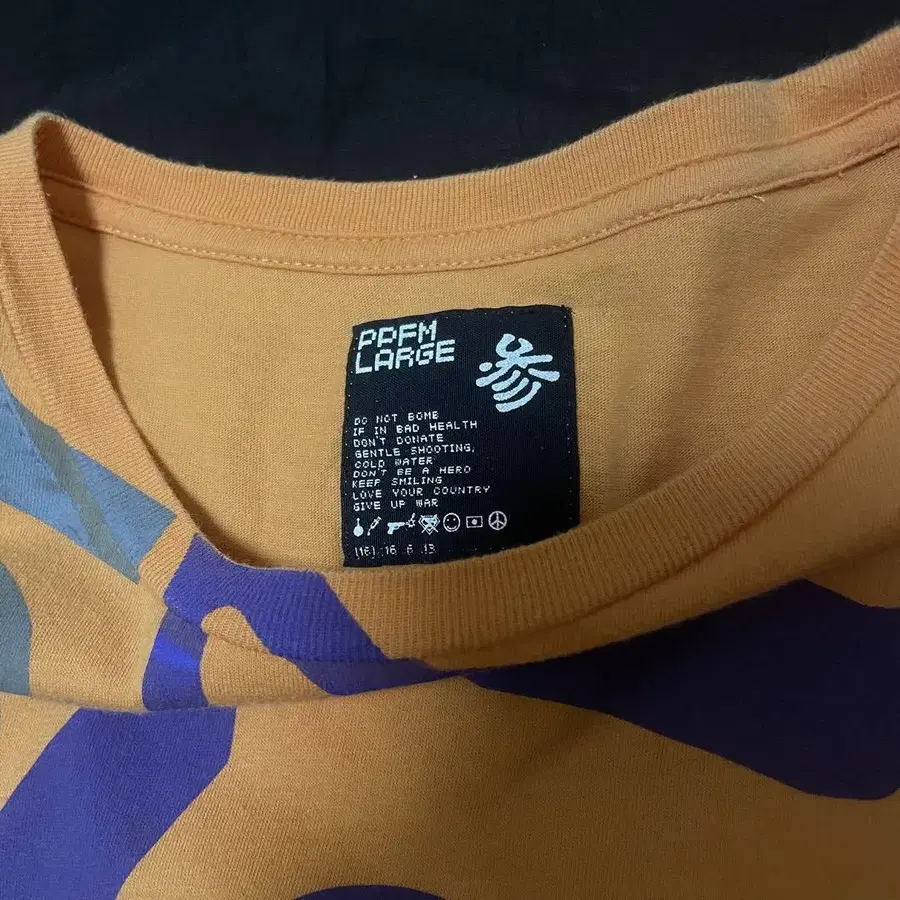 PPFM
LARGE
参
DO NOT BOMB
IF IN BAD HEALTH
DON'T DONATE
GENTLE SHOOTING,
COLD WATER
DON'T BE A HERO
KEEP SMILING
LOVE YOUR COUNTRY
GIVE UP WAR